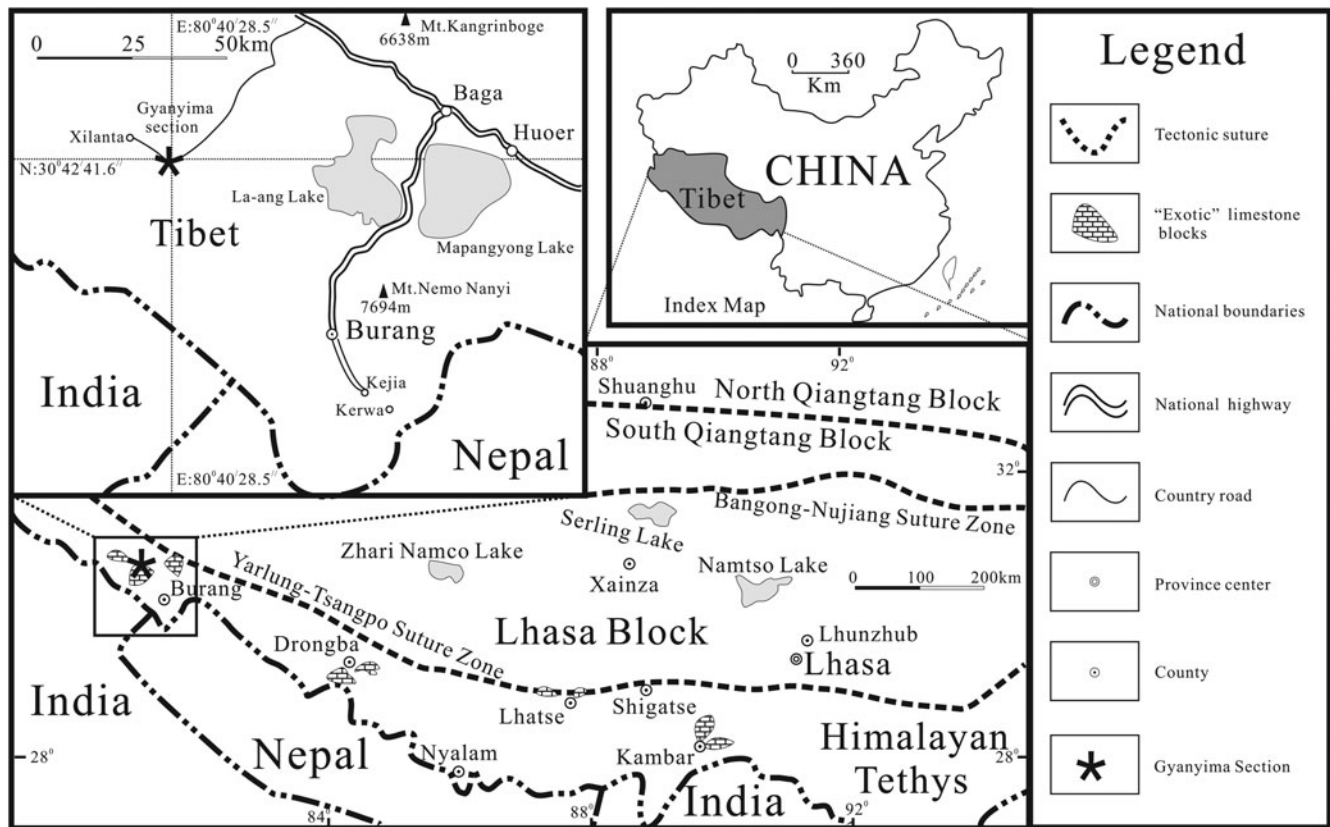 E:80°40′28.5″
0 25 50km
Mt.Kangrinboge
6638m
Gyanyima
section
Xilanta
Baga
Huoer
N:30°42′41.6″
La-ang Lake
Tibet
Mapangyong Lake
Mt.Nemo Nanyi
7694m
Burang
India
Kejia
Kerwa
Nepal
E:80°40′28.5″
0 360
Km
CHINA
Tibet
Index Map
88°
92°
Shuanghu
North Qiangtang Block
South Qiangtang Block
32°
Bangong-Nujiang Suture Zone
Serling Lake
Zhari Namco Lake
Xainza
Namtso Lake
0 100 200km
Burang
Yarlung-Tsangpo Suture Zone
Lhasa Block
Lhunzhub
Lhasa
Drongba
India
Lhatse
Shigatse
Himalayan
Tethys
Nepal
Nyalam
Kambar
India
28°
28°
84°
88°
92°
Legend
Tectonic suture
“Exotic” limestone
blocks
National boundaries
National highway
Country road
Province center
County
Gyanyima Section